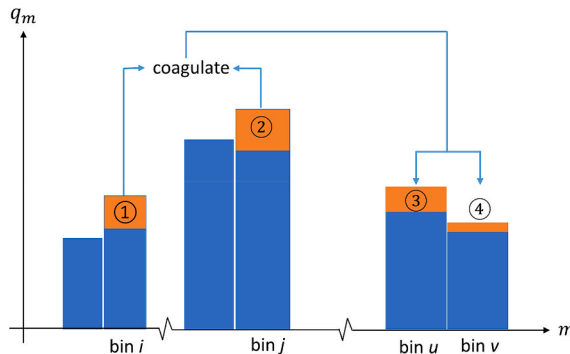 q_m
coagulate
②
①
③
④
m
bin i
bin j
bin u
bin v